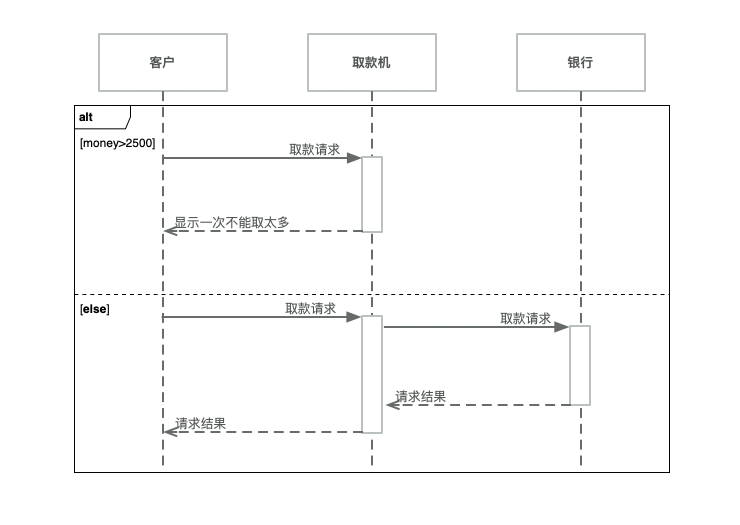 客户
取款机
银行
alt
[money>2500]
取款请求
显示一次不能取太多
[else]
取款请求
取款请求
请求结果
请求结果